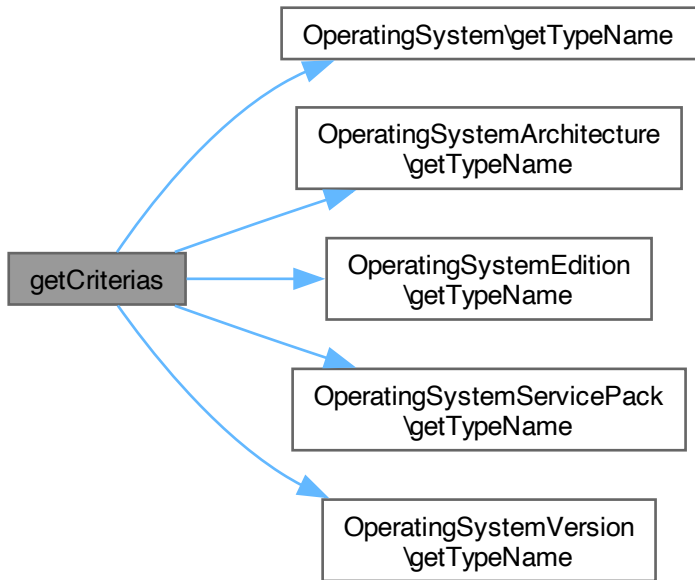 OperatingSystem\getTypeName
OperatingSystemArchitecture
\getTypeName
getCriterias
OperatingSystemEdition
\getTypeName
OperatingSystemServicePack
\getTypeName
OperatingSystemVersion
\getTypeName